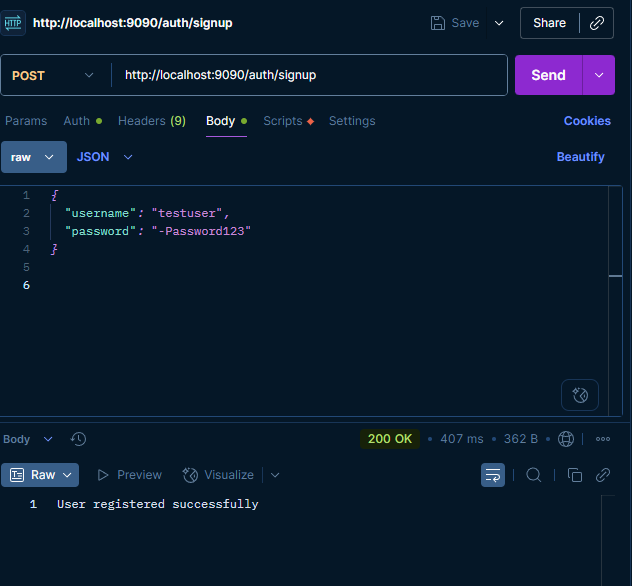 HTTP http://localhost:9090/auth/signup Save Share
POST http://localhost:9090/auth/signup Send
Params Auth Headers (9) Body Scripts Settings Cookies
raw JSON Beautify
1 {
2 "username": "testuser",
3 "password": "-Password123"
4 }
5
6
Body 200 OK • 407 ms • 362 B •
Raw Preview Visualize
1 User registered successfully